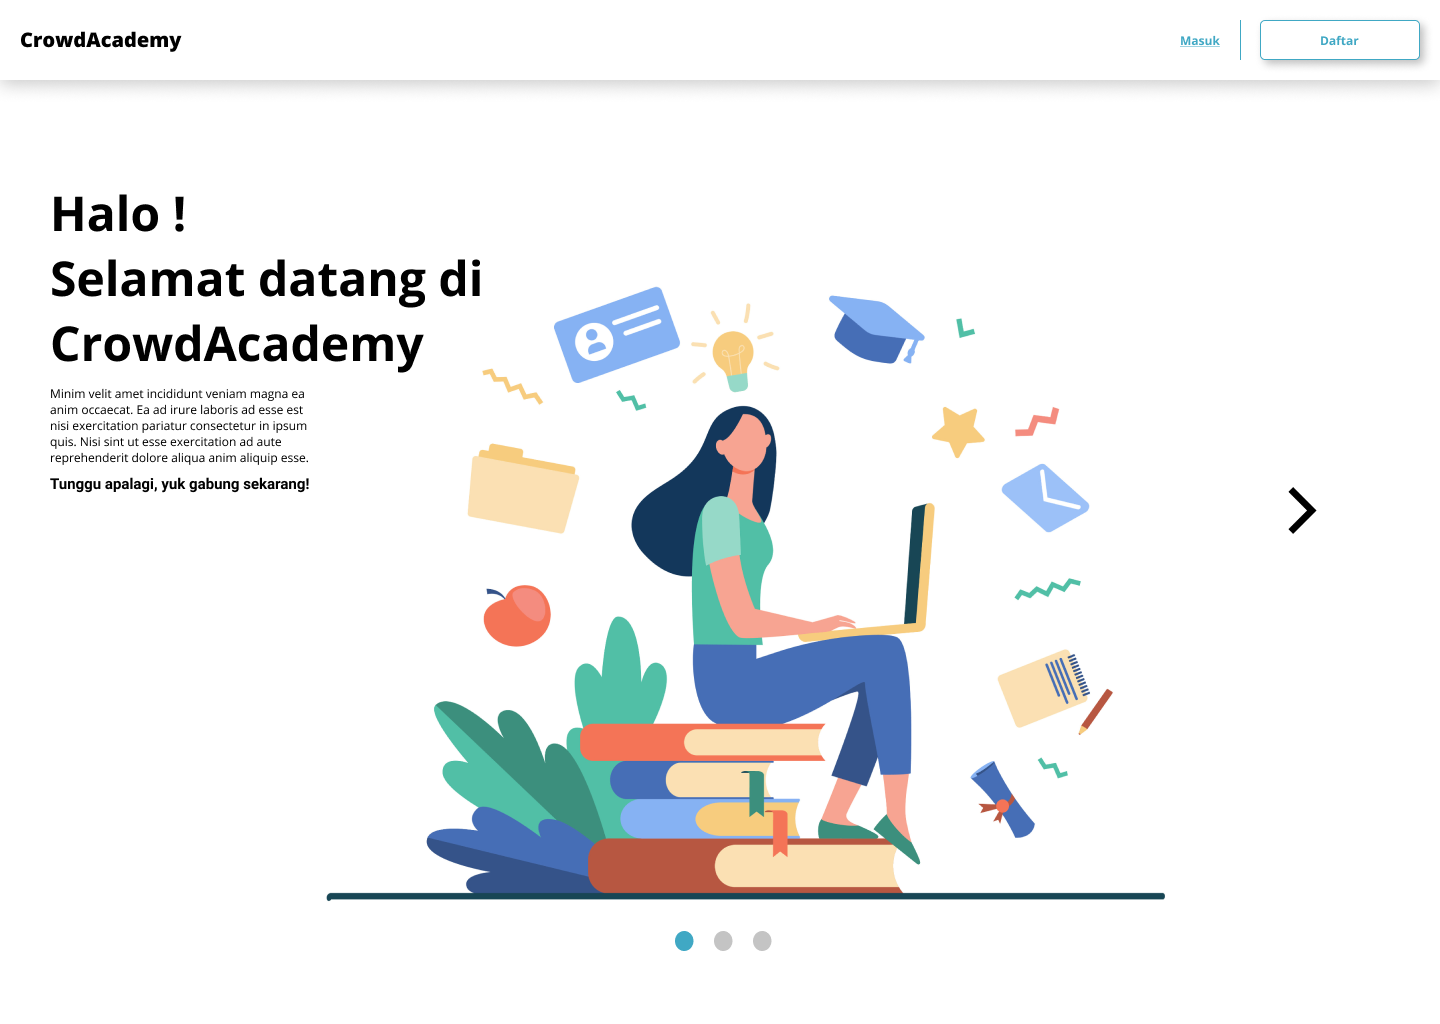 CrowdAcademy
Masuk
Daftar
Halo !
Selamat datang di
CrowdAcademy
Minim velit amet incididunt veniam magna ea
anim occaecat. Ea ad irure laboris ad esse est
nisi exercitation pariatur consectetur in ipsum
quis. Nisi sint ut esse exercitation ad aute
reprehenderit dolore aliqua anim aliquip esse.
Tunggu apalagi, yuk gabung sekarang!